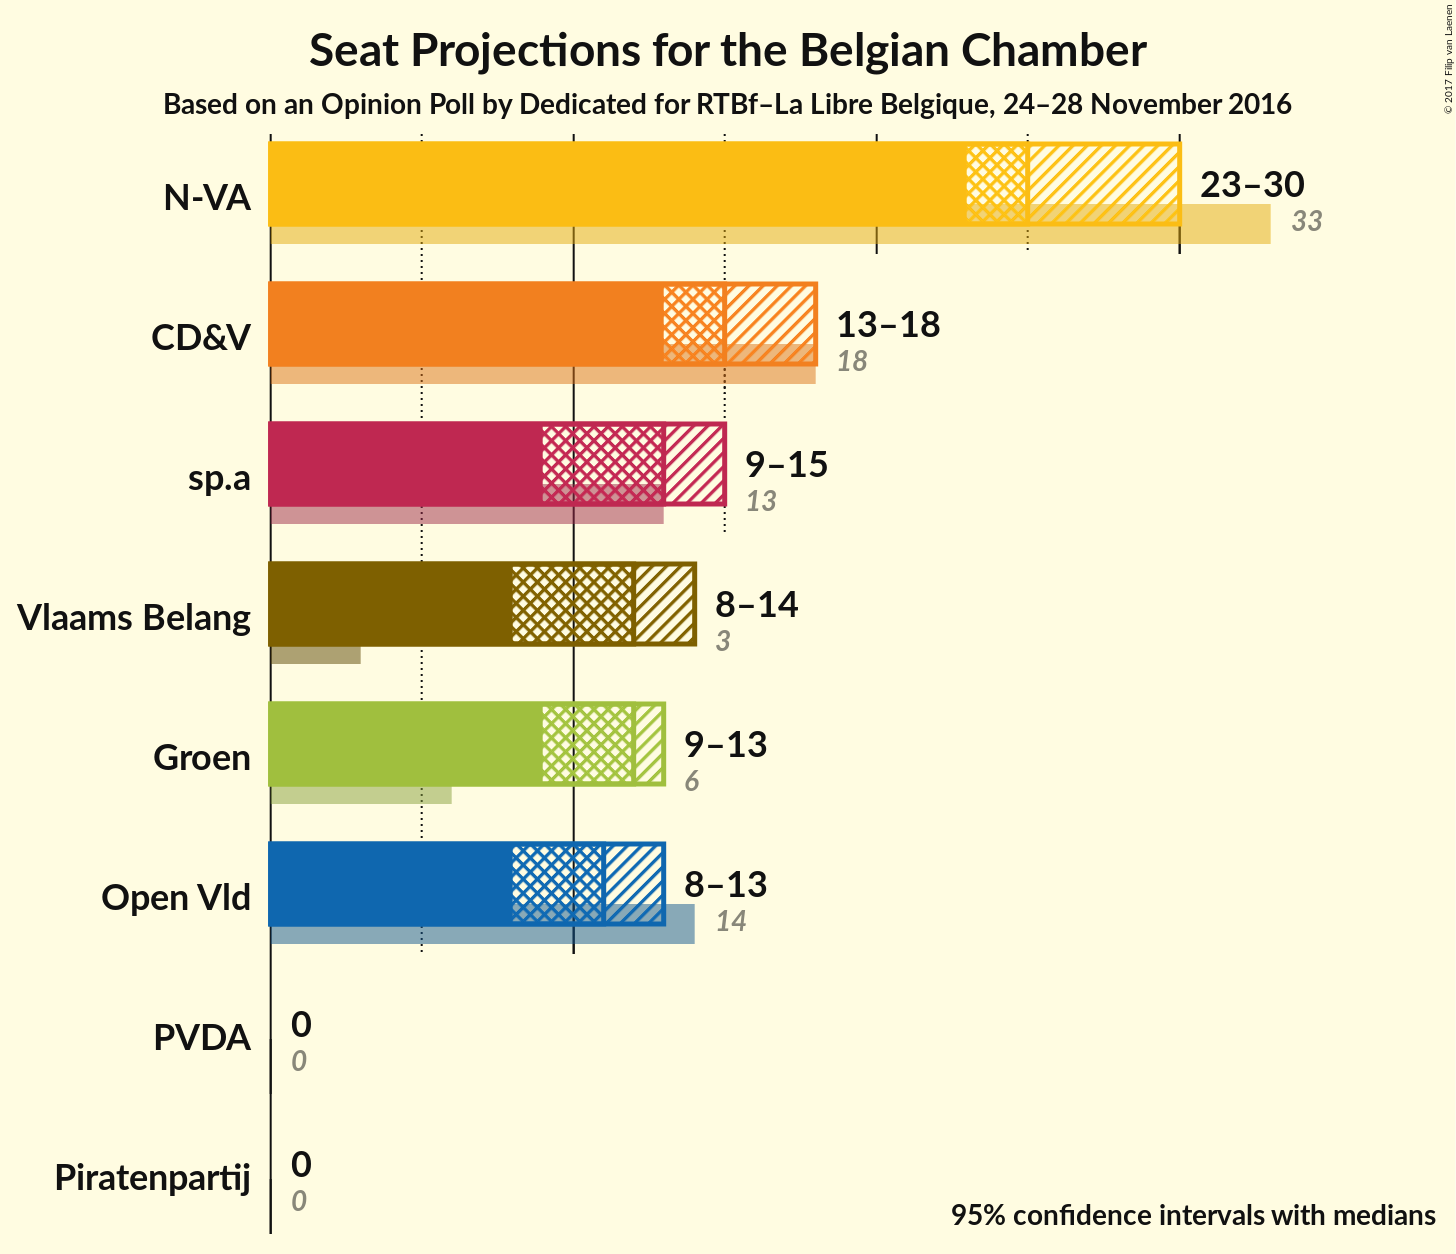 Seat Projections for the Belgian Chamber
Based on an Opinion Poll by Dedicated for RTBf–La Libre Belgique, 24–28 November 2016
© 2017 Filip van Laenen
N-VA
23–30
33
CD&V
13–18
18
sp.a
9–15
13
Vlaams Belang
8–14
3
Groen
9–13
6
Open Vld
8–13
14
PVDA
0
0
Piratenpartij
0
0
95% confidence intervals with medians